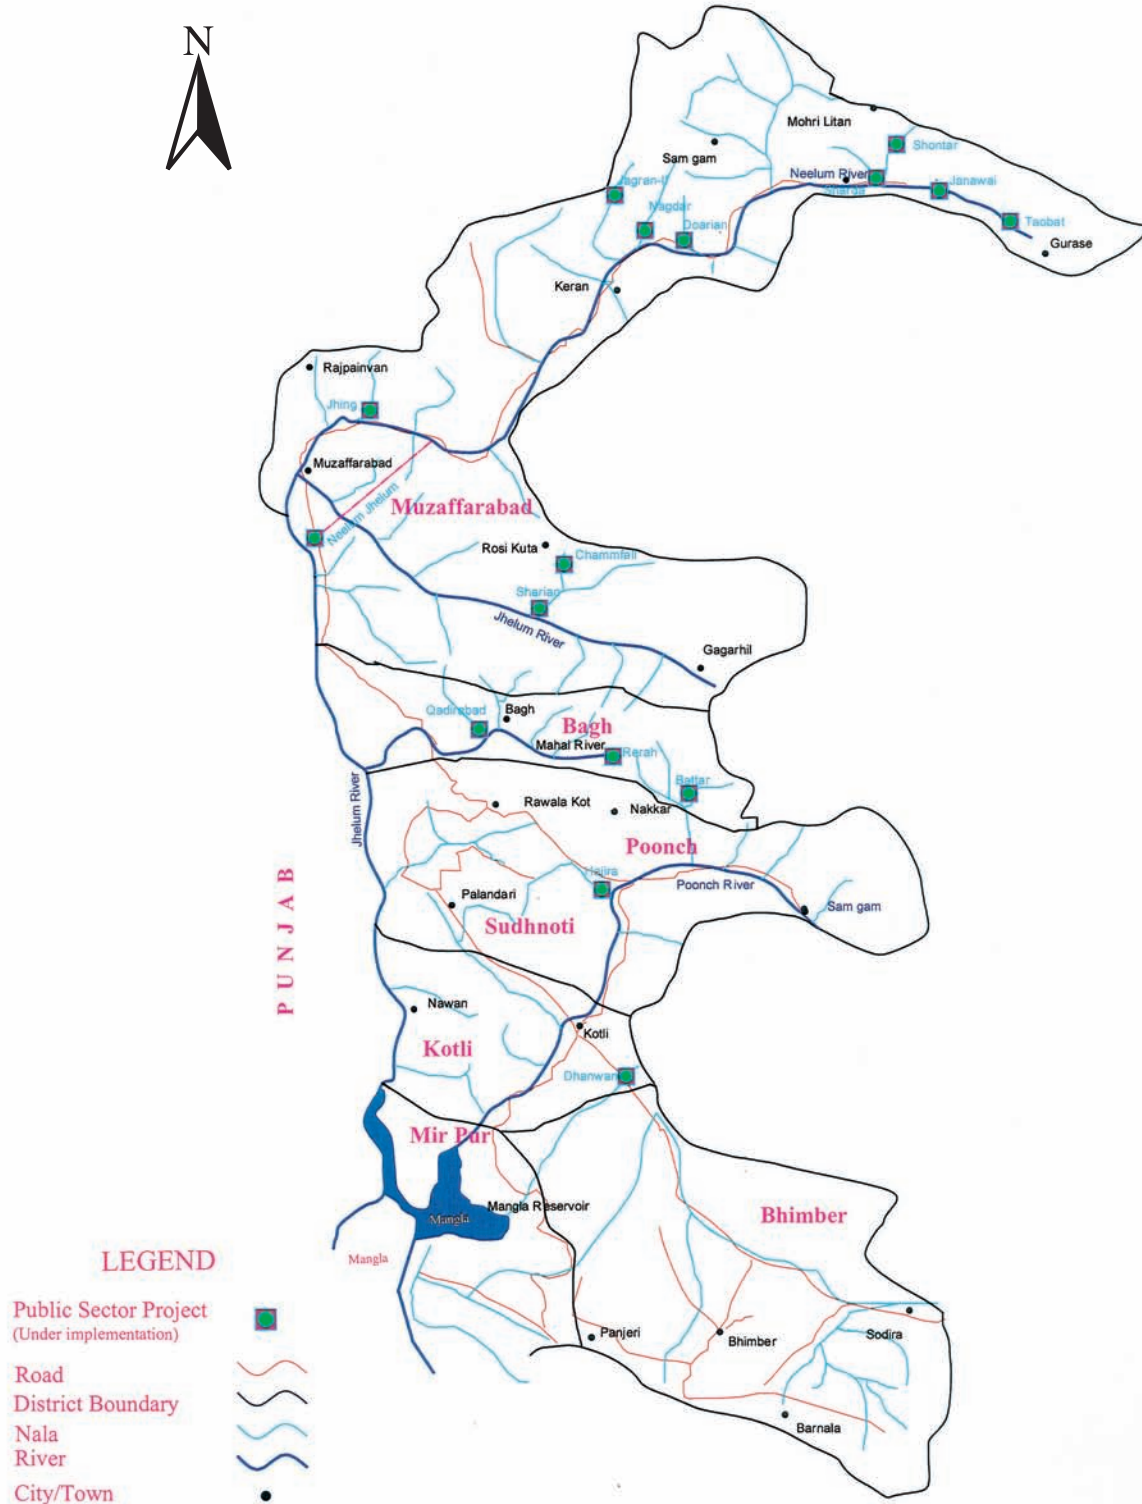 N
Mohri Litan
Shontar
Sam gam
Neelum River
Jagran-II
Sharda
Janawai
Nagdar
Taobat
Doarian
Gurase
Keran
Rajpainvan
Jhing
Muzaffarabad
Neelum Jhelum
Muzaffarabad
Rosi Kuta
Chammfall
Sharian
Jhelum River
Gagarhil
Qadirabad
Bagh
Bagh
Mahal River
Rerah
Battar
Jhelum River
Rawala Kot
Nakkar
Poonch
Hajira
Poonch River
Palandari
Sam gam
Sudhnoti
PUNJAB
Nawan
Kotli
Kotli
Dhanwan
Mir Pur
Mangla Reservoir
Mangla
Bhimber
Mangla
LEGEND
Public Sector Project
(Under implementation)
Panjeri
Bhimber
Sodira
Road
District Boundary
Barnala
Nala
River
City/Town